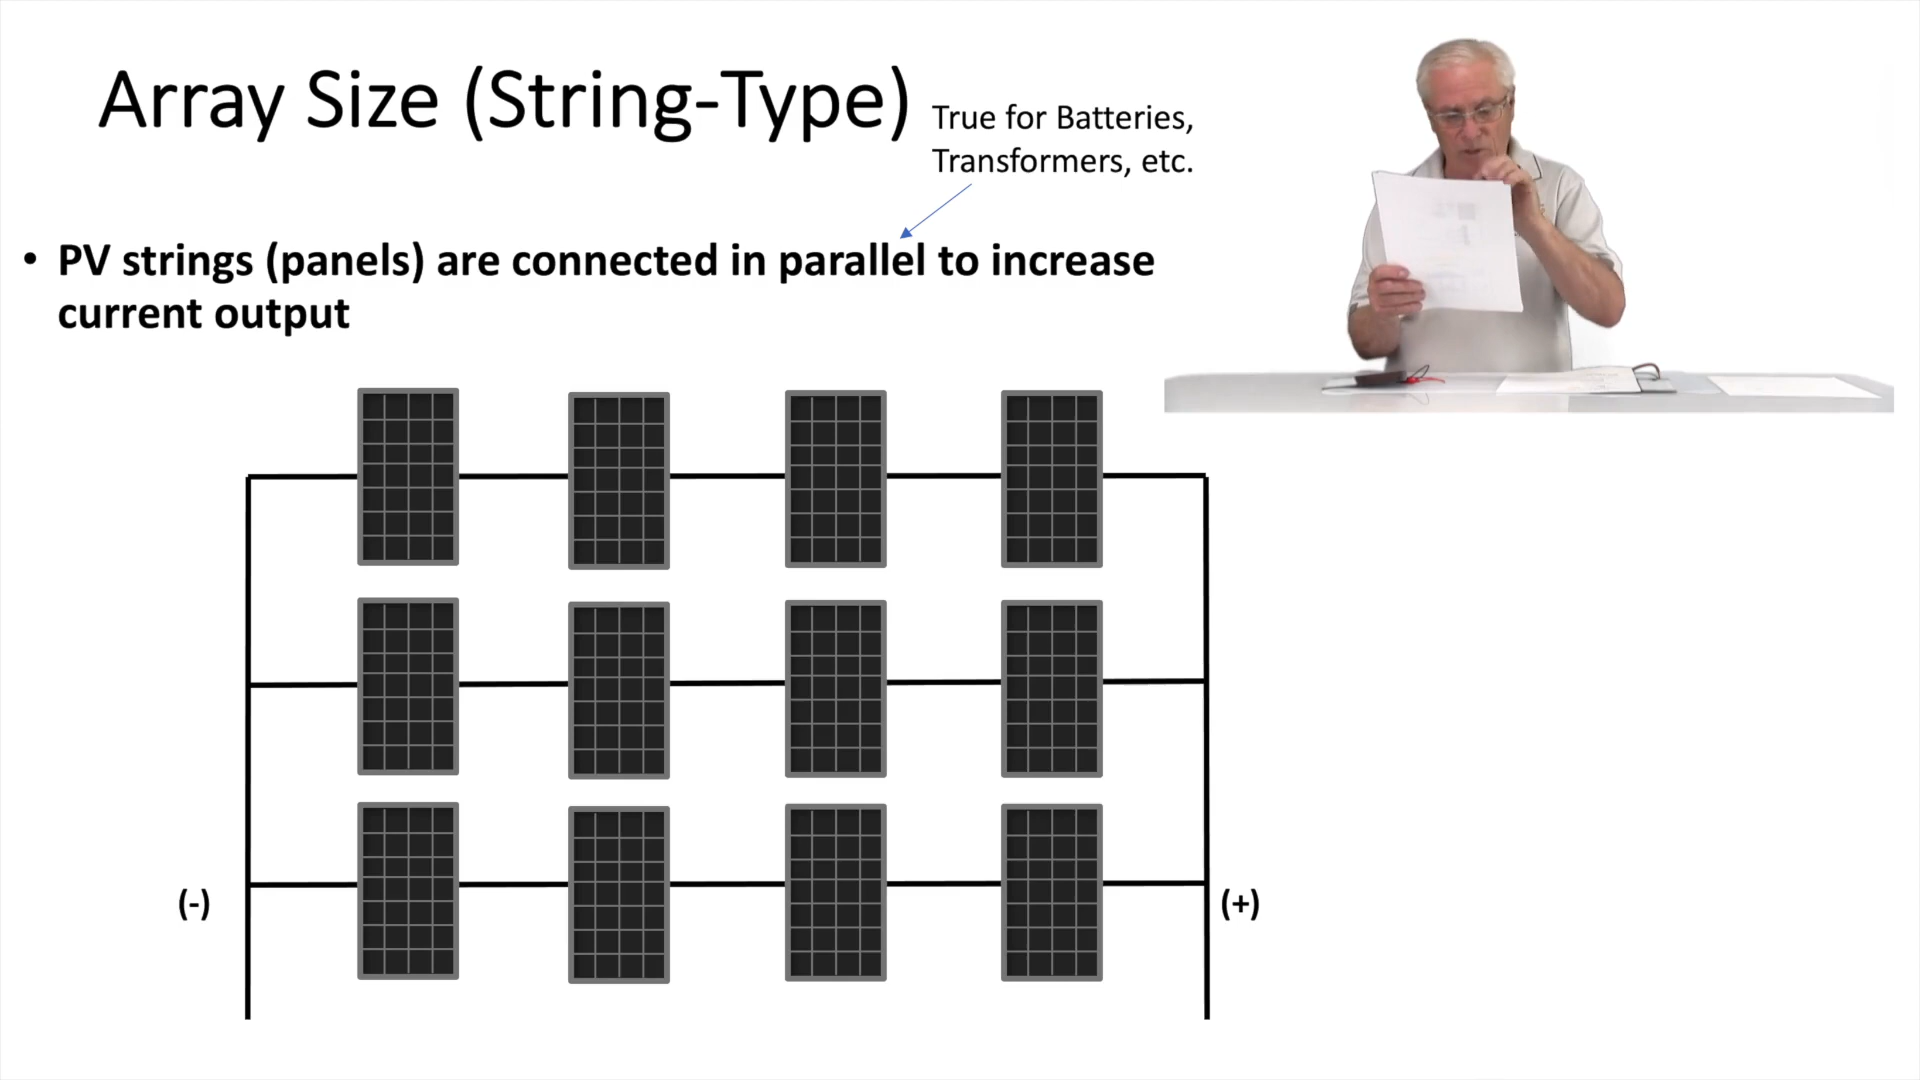 Array Size (String-Type)
True for Batteries,
Transformers, etc.
• PV strings (panels) are connected in parallel to increase
current output
(-)
(+)